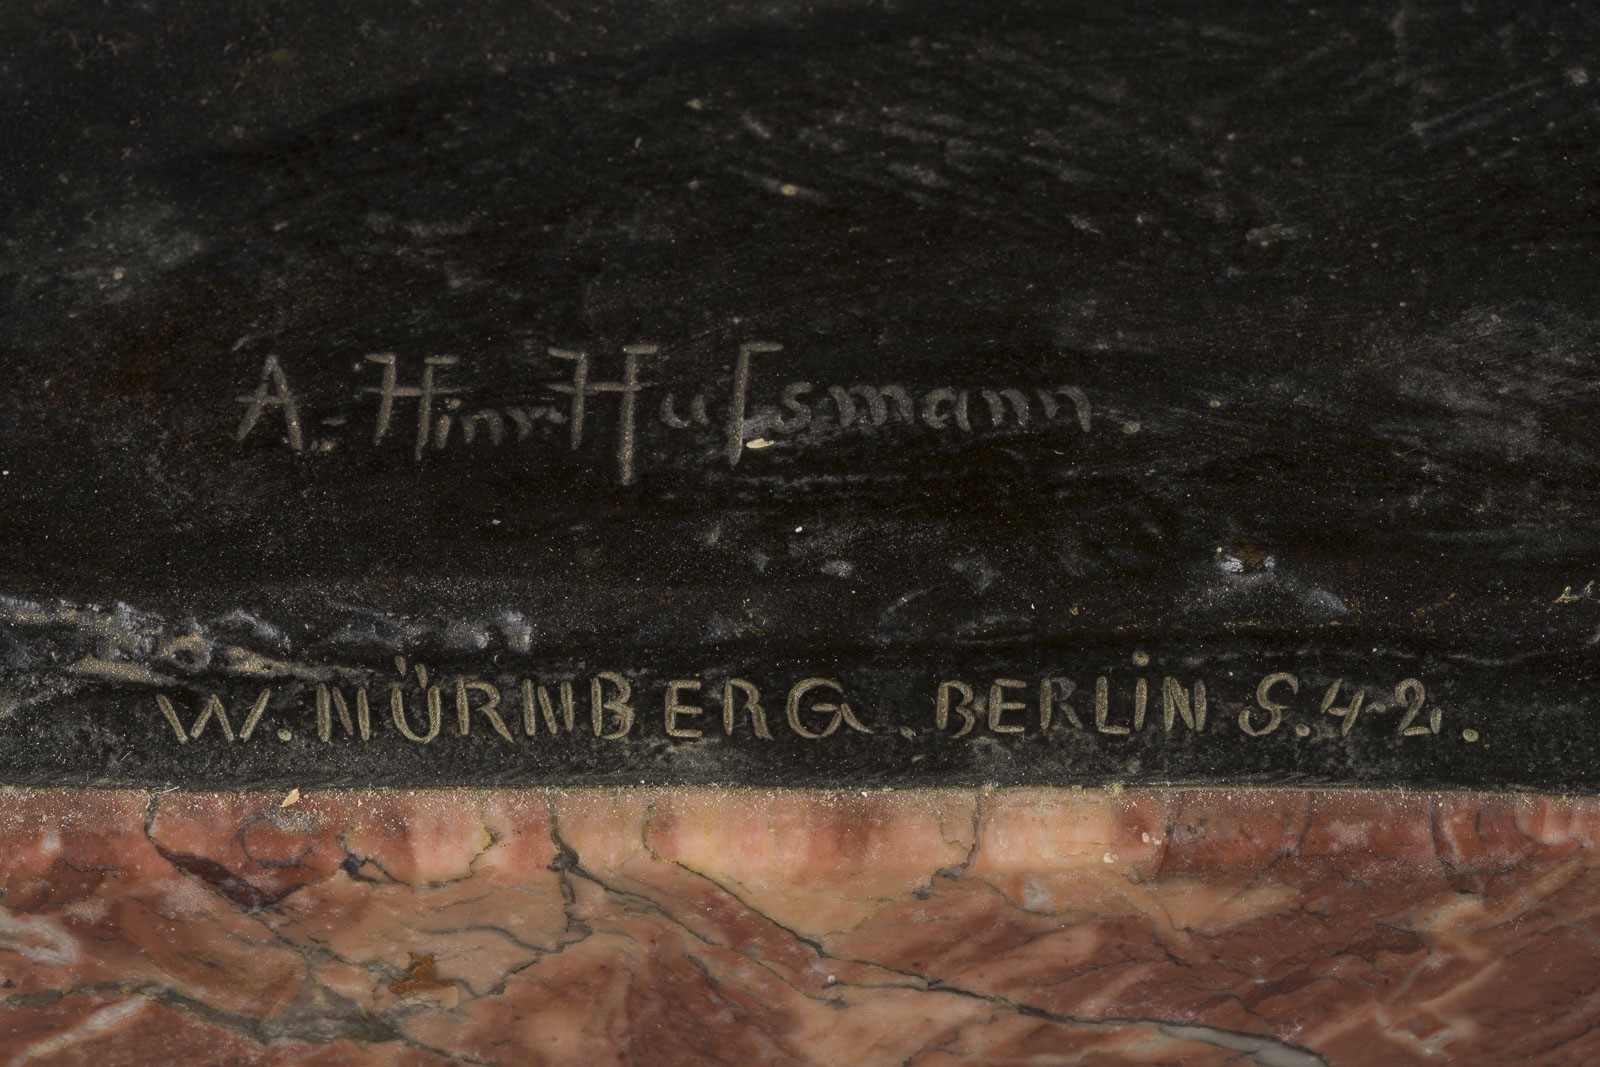 A. Hinr. Hußmann.
W. NÜRNBERG. BERLIN S. 42.